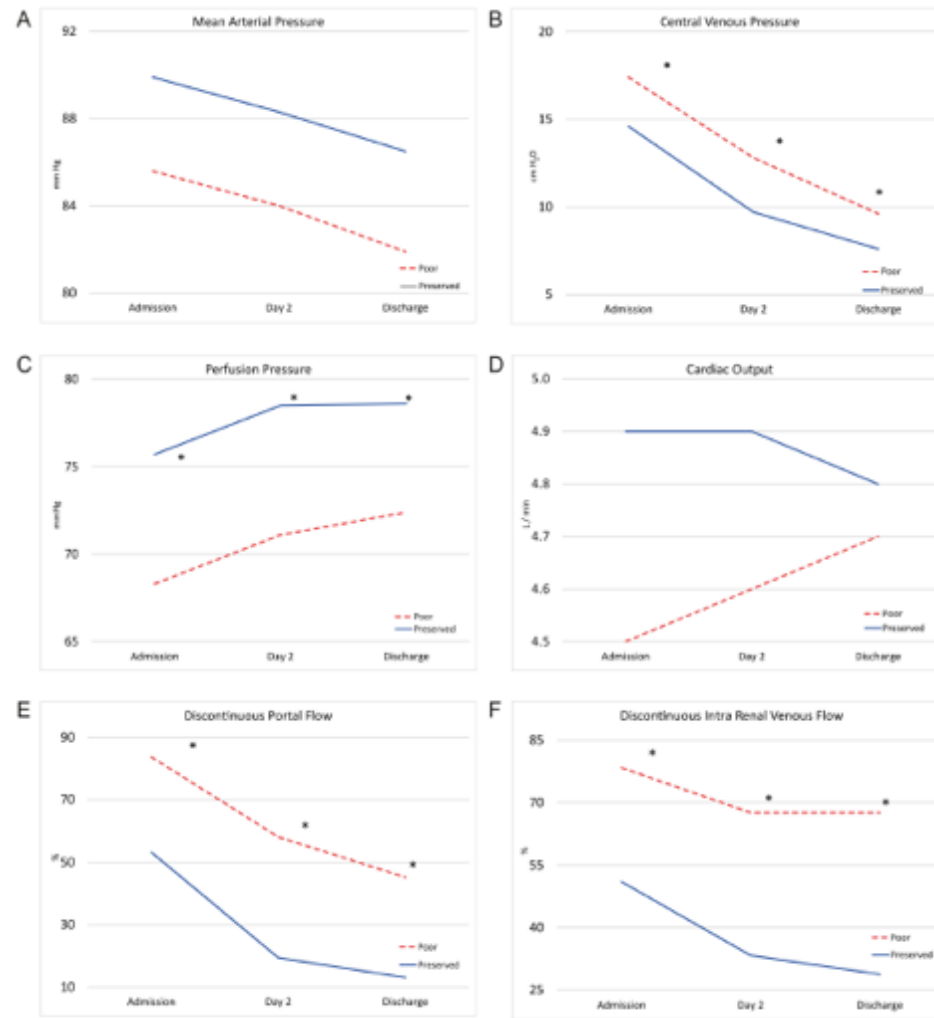 A
Mean Arterial Pressure
92
88
84
80
mm Hg
Admission
Day 2
Discharge
Poor
Preserved
B
Central Venous Pressure
20
15
10
5
cm H₂O
*
*
*
Admission
Day 2
Discharge
Poor
Preserved
C
Perfusion Pressure
80
75
70
65
mmHg
*
*
*
Admission
Day 2
Discharge
Poor
Preserved
D
Cardiac Output
5.0
4.9
4.8
4.7
4.6
4.5
L / min
Admission
Day 2
Discharge
Poor
Preserved
E
Discontinuous Portal Flow
90
70
50
30
10
%
*
*
*
Admission
Day 2
Discharge
Poor
Preserved
F
Discontinuous Intra Renal Venous Flow
85
70
55
40
25
%
*
*
*
Admission
Day 2
Discharge
Poor
Preserved